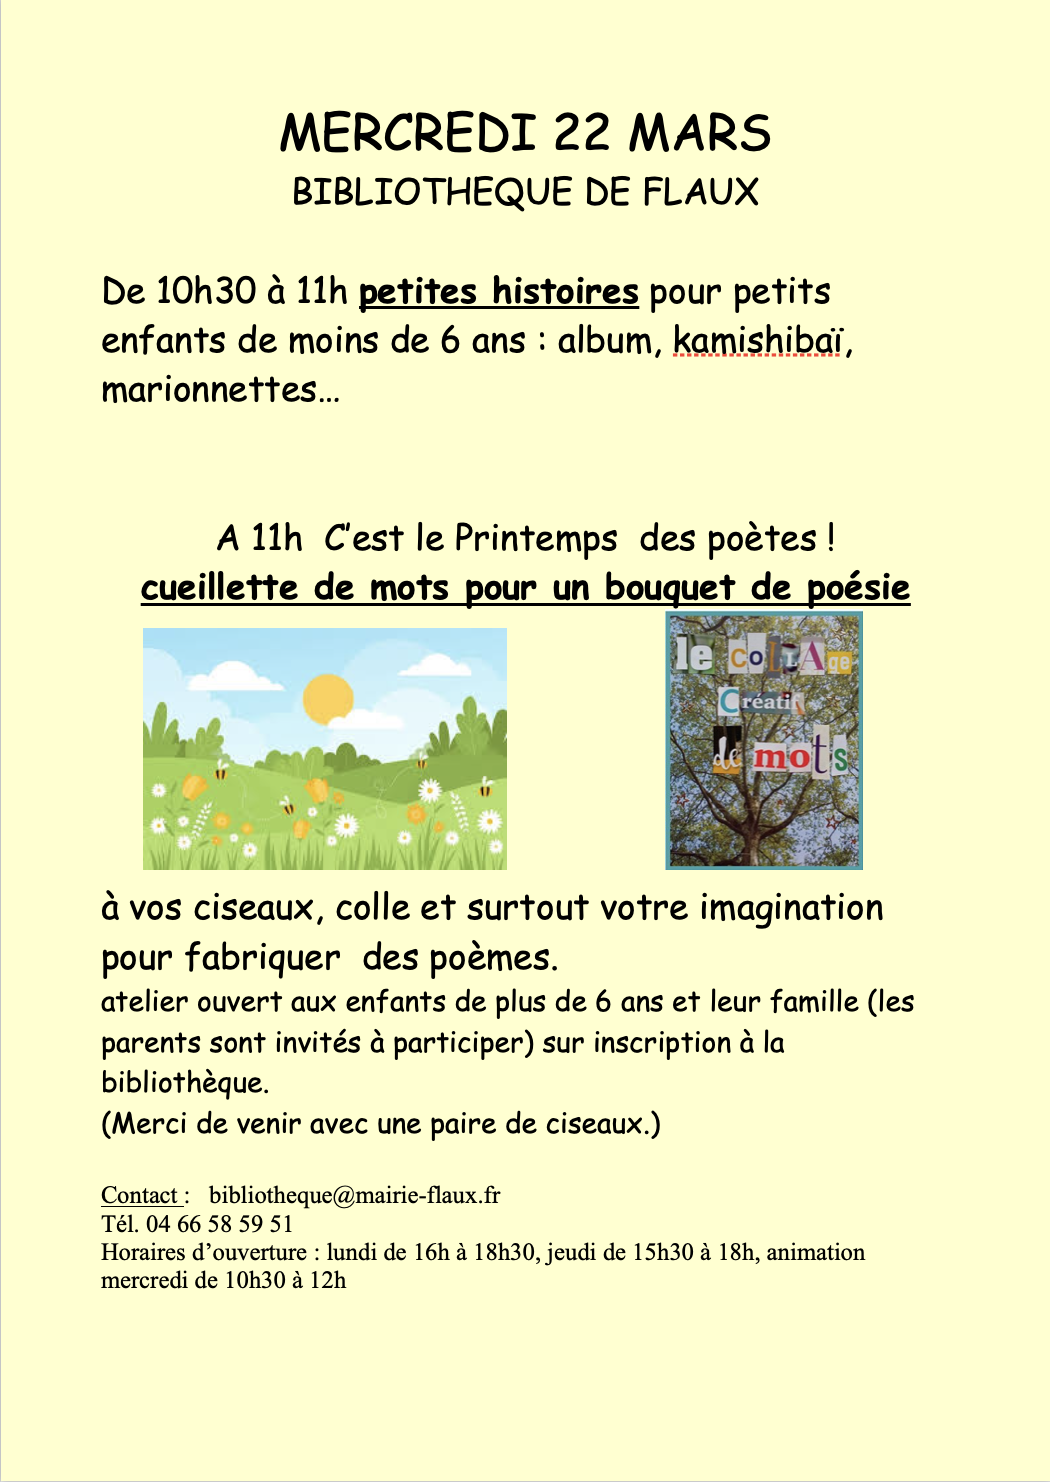 MERCREDI 22 MARS
BIBLIOTHEQUE DE FLAUX
De 10h30 à 11h petites histoires pour petits
enfants de moins de 6 ans : album, kamishibaï,
marionnettes…
A 11h  C'est le Printemps  des poètes !
cueillette de mots pour un bouquet de poésie
le COLLAge
Créatif
de mots
à vos ciseaux, colle et surtout votre imagination
pour fabriquer  des poèmes.
atelier ouvert aux enfants de plus de 6 ans et leur famille (les
parents sont invités à participer) sur inscription à la
bibliothèque.
(Merci de venir avec une paire de ciseaux.)
Contact :   bibliotheque@mairie-flaux.fr
Tél. 04 66 58 59 51
Horaires d’ouverture : lundi de 16h à 18h30, jeudi de 15h30 à 18h, animation
mercredi de 10h30 à 12h